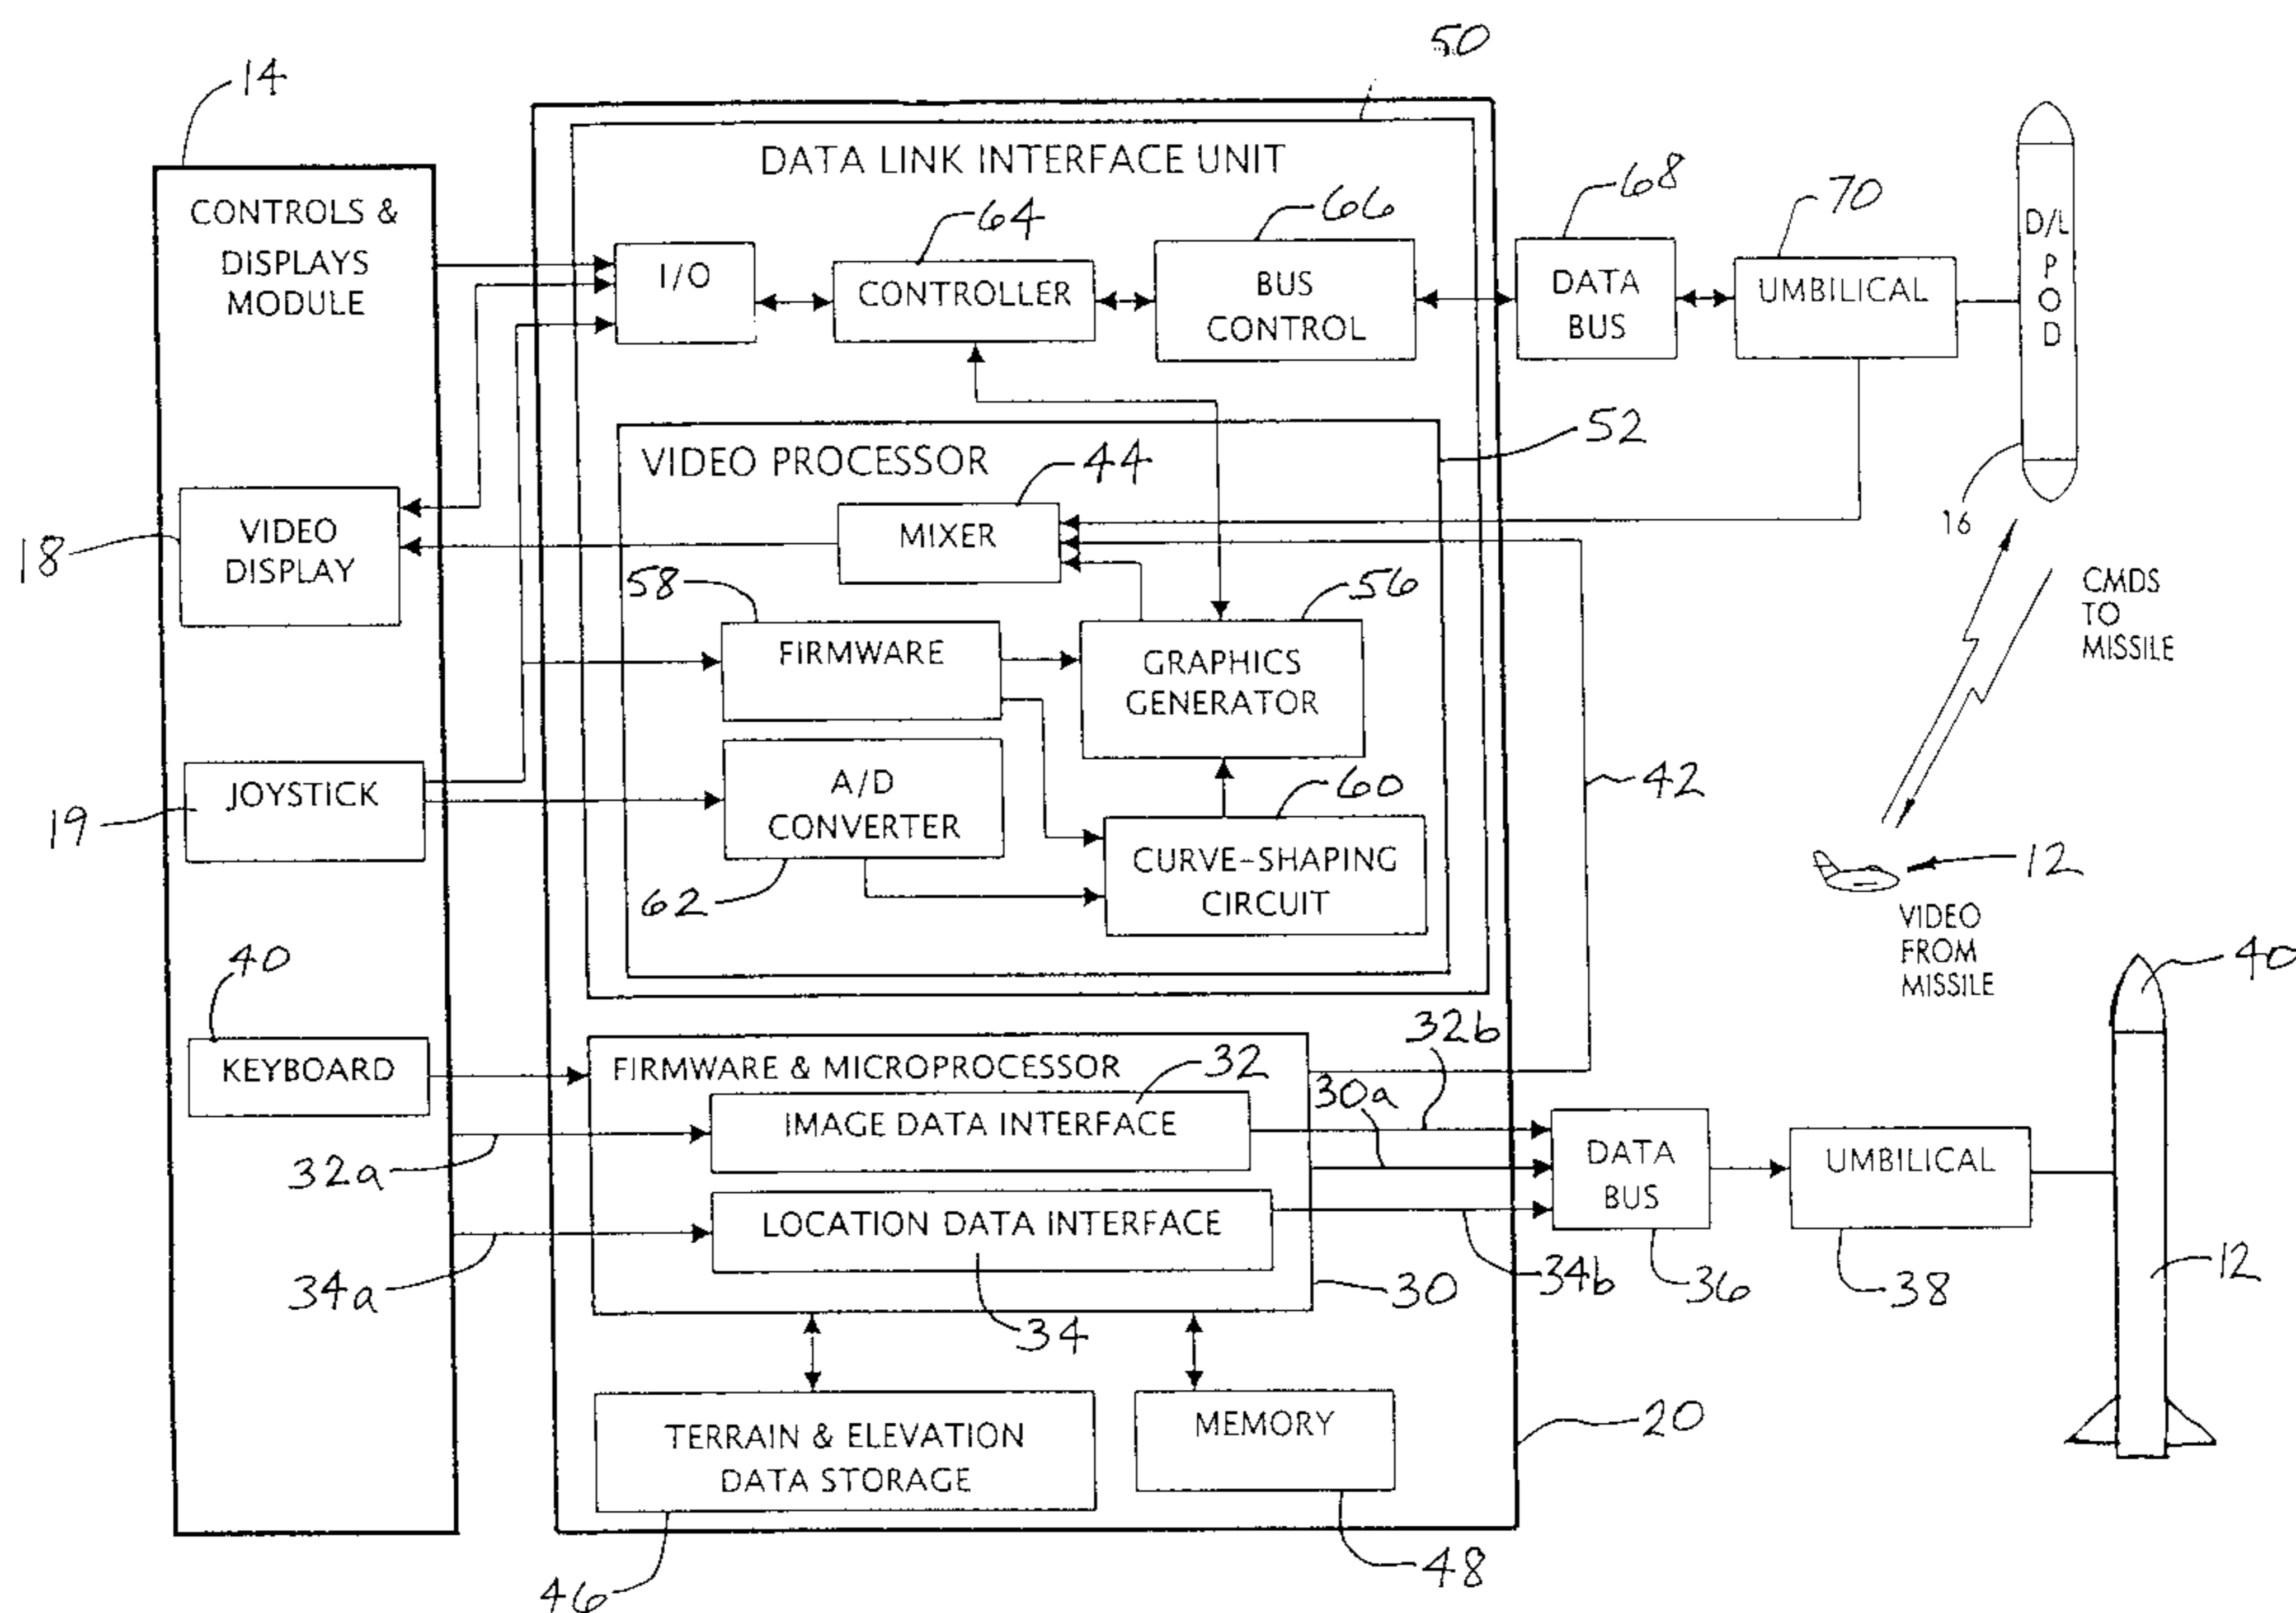 50
14
DATA LINK INTERFACE UNIT
CONTROLS &
DISPLAYS
MODULE
64
66
68
70
D/L
P
O
D
I/O
CONTROLLER
BUS
CONTROL
DATA
BUS
UMBILICAL
16
52
VIDEO PROCESSOR
44
MIXER
18
VIDEO
DISPLAY
58
FIRMWARE
56
GRAPHICS
GENERATOR
CMDS
TO
MISSILE
19
JOYSTICK
A/D
CONVERTER
62
60
CURVE-SHAPING
CIRCUIT
42
12
VIDEO
FROM
MISSILE
40
40
KEYBOARD
FIRMWARE & MICROPROCESSOR
32
IMAGE DATA INTERFACE
32b
30a
32a
LOCATION DATA INTERFACE
34a
34
30
34b
DATA
BUS
36
UMBILICAL
38
12
TERRAIN & ELEVATION
DATA STORAGE
46
MEMORY
48
20